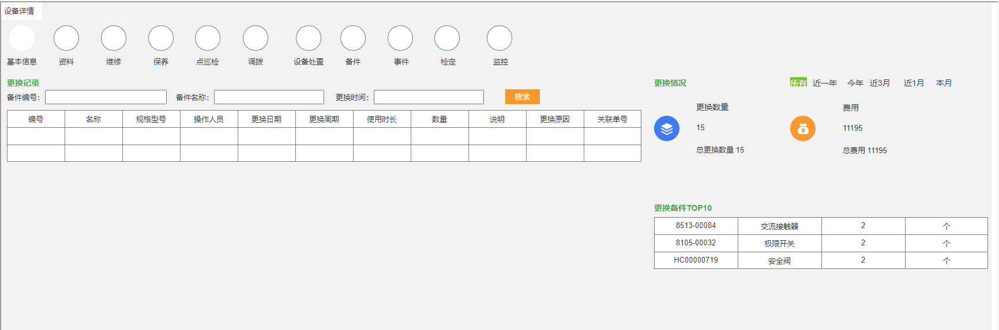 设备详情
基本信息 资料 维修 保养 点巡检 调拨 设备处置 备件 事件 检定 监控
更换记录
备件编号： 备件名称： 更换时间： 搜索
编号 名称 规格型号 操作人员 更换日期 更换周期 使用时长 数量 说明 更换原因 关联单号
更换情况 所有 近一年 今年 近3月 近1月 本月
更换数量
15
总更换数量 15
费用
¥
11195
总费用 11195
更换备件TOP10
8513-00084 交流接触器 2 个
8105-00032 极限开关 2 个
HC00000719 安全阀 2 个